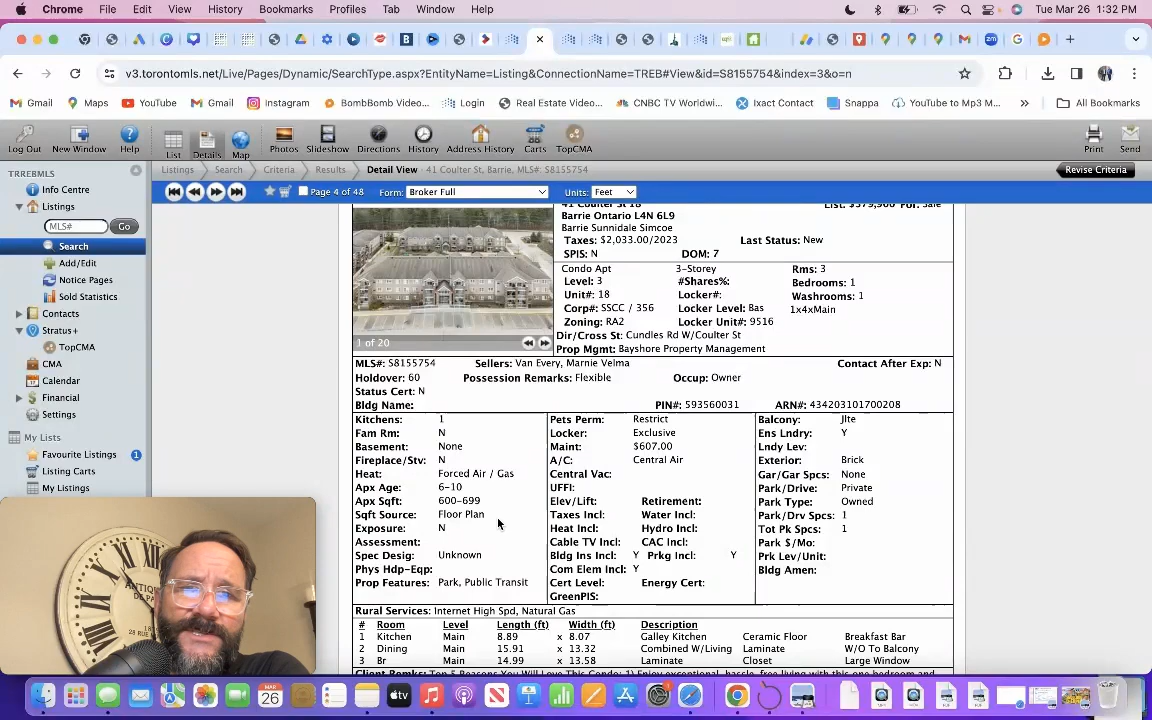 Chrome File Edit View History Bookmarks Profiles Tab Window Help Tue Mar 26 1:32 PM
v3.torontomls.net/Live/Pages/Dynamic/SearchType.aspx?EntityName=Listing&ConnectionName=TREB#View&id=S8155754&index=3&o=n
Gmail Maps YouTube Gmail Instagram BombBomb Video... Login Real Estate Video... CNBC TV Worldwi... Ixact Contact Snappa YouTube to Mp3 M... » All Bookmarks
Log Out New Window Help List Details Map Photos Slideshow Directions History Address History Carts TopCMA Print Send
TRREBMLS Listings Search Criteria Results Detail View · 41 Coulter St, Barrie, MLS#: S8155754 Revise Criteria
Info Centre Page 4 of 48 Form: Broker Full Units: Feet
Listings
MLS# Go
Search
Add/Edit
Notice Pages
Sold Statistics
Contacts
Stratus+
TopCMA
CMA
Calendar
Financial
Settings
My Lists
Favourite Listings 1
Listing Carts
My Listings
41 Coulter St 18 List: $379,900 For: Sale
Barrie Ontario L4N 6L9
Barrie Sunnidale Simcoe
Taxes: $2,033.00/2023 Last Status: New
SPIS: N DOM: 7
Condo Apt 3-Storey Rms: 3
Level: 3 #Shares%: Bedrooms: 1
Unit#: 18 Locker#: Washrooms: 1
Corp#: SSCC / 356 Locker Level: Bas 1x4xMain
Zoning: RA2 Locker Unit#: 9516
Dir/Cross St: Cundles Rd W/Coulter St
1 of 20
Prop Mgmt: Bayshore Property Management
MLS#: S8155754 Sellers: Van Every, Marnie Velma Contact After Exp: N
Holdover: 60 Possession Remarks: Flexible Occup: Owner
Status Cert: N
Bldg Name: PIN#: 593560031 ARN#: 434203101700208
Kitchens: 1 Pets Perm: Restrict Balcony: Jlte
Fam Rm: N Locker: Exclusive Ens Lndry: Y
Basement: None Maint: $607.00 Lndy Lev:
Fireplace/Stv: N A/C: Central Air Exterior: Brick
Heat: Forced Air / Gas Central Vac: Gar/Gar Spcs: None
Apx Age: 6-10 UFFI: Park/Drive: Private
Apx Sqft: 600-699 Elev/Lift: Retirement: Park Type: Owned
Sqft Source: Floor Plan Taxes Incl: Water Incl: Park/Drv Spcs: 1
Exposure: N Heat Incl: Hydro Incl: Tot Pk Spcs: 1
Assessment: Cable TV Incl: CAC Incl: Park $/Mo:
Spec Desig: Unknown Bldg Ins Incl: Y Prkg Incl: Y Prk Lev/Unit:
Phys Hdp-Eqp: Com Elem Incl: Y Bldg Amen:
Prop Features: Park, Public Transit Cert Level: Energy Cert:
GreenPIS:
Rural Services: Internet High Spd, Natural Gas
# Room Level Length (ft) Width (ft) Description
1 Kitchen Main 8.89 x 8.07 Galley Kitchen Ceramic Floor Breakfast Bar
2 Dining Main 15.91 x 13.32 Combined W/Living Laminate W/O To Balcony
3 Br Main 14.99 x 13.58 Laminate Closet Large Window